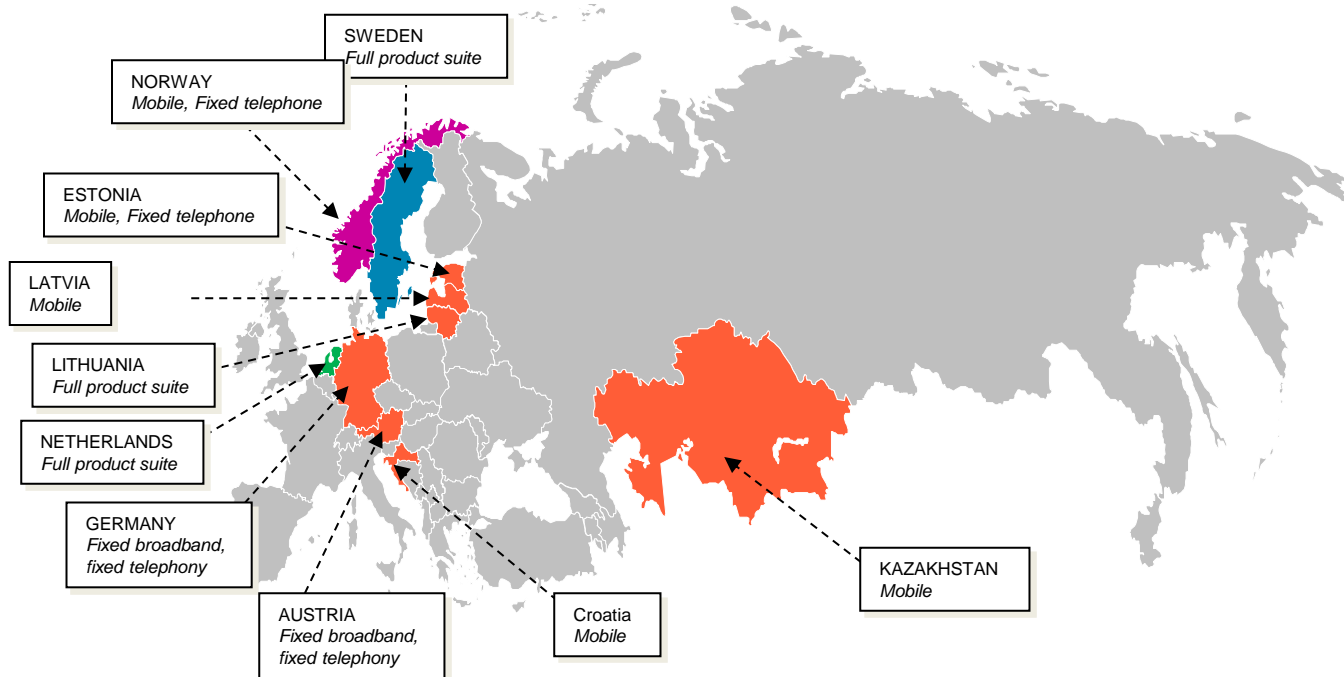 SWEDEN
Full product suite
NORWAY
Mobile, Fixed telephone
ESTONIA
Mobile, Fixed telephone
LATVIA
Mobile
LITHUANIA
Full product suite
NETHERLANDS
Full product suite
GERMANY
Fixed broadband,
fixed telephony
AUSTRIA
Fixed broadband,
fixed telephony
Croatia
Mobile
KAZAKHSTAN
Mobile